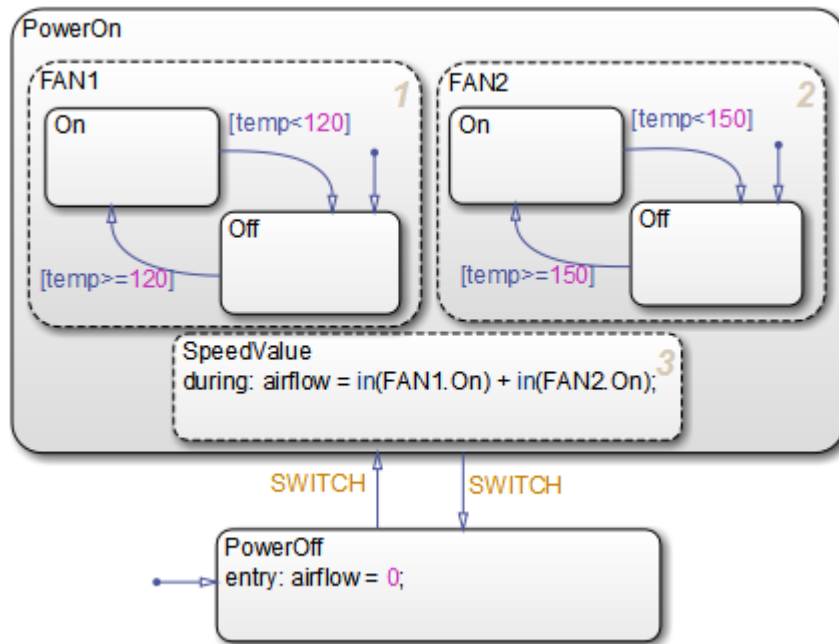 PowerOn
FAN1
1
On
[temp<120]
Off
[temp>=120]
FAN2
2
On
[temp<150]
Off
[temp>=150]
SpeedValue
3
during: airflow = in(FAN1.On) + in(FAN2.On);
SWITCH
SWITCH
PowerOff
entry: airflow = 0;